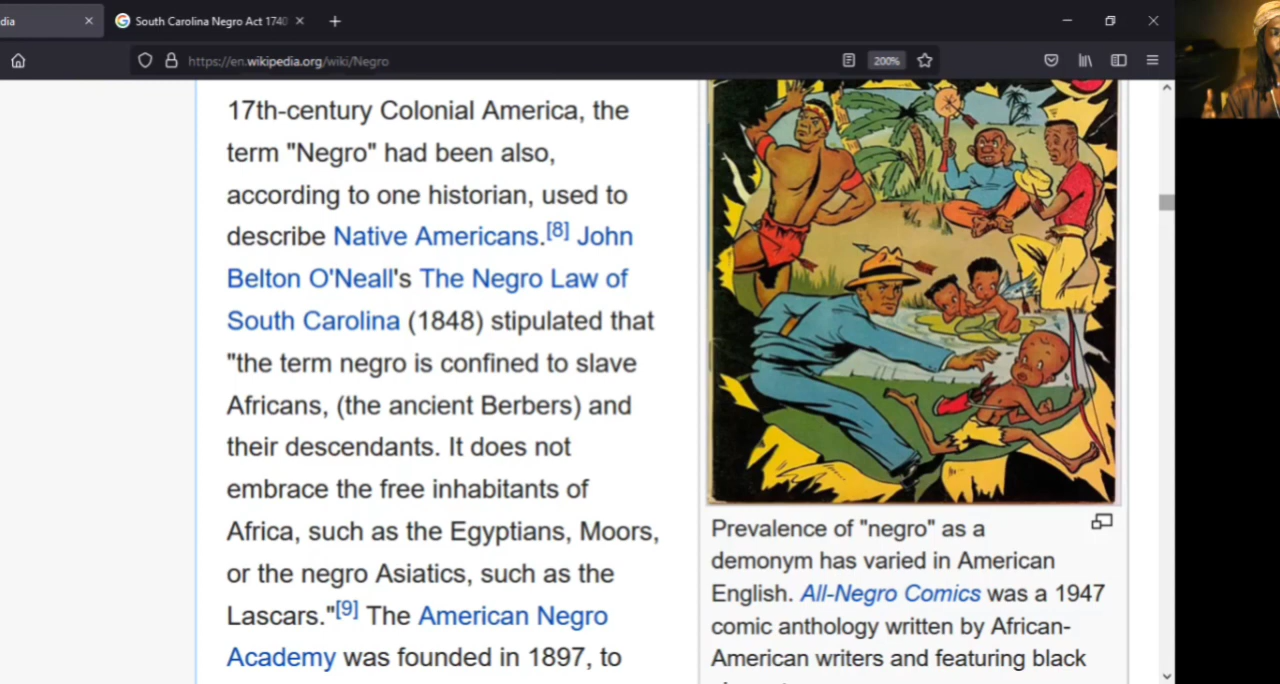 dia
South Carolina Negro Act 1740
https://en.wikipedia.org/wiki/Negro
200%
17th-century Colonial America, the
term "Negro" had been also,
according to one historian, used to
describe Native Americans.[8] John
Belton O'Neall's The Negro Law of
South Carolina (1848) stipulated that
"the term negro is confined to slave
Africans, (the ancient Berbers) and
their descendants. It does not
embrace the free inhabitants of
Africa, such as the Egyptians, Moors,
or the negro Asiatics, such as the
Lascars."[9] The American Negro
Academy was founded in 1897, to
Prevalence of "negro" as a
demonym has varied in American
English. All-Negro Comics was a 1947
comic anthology written by African-
American writers and featuring black